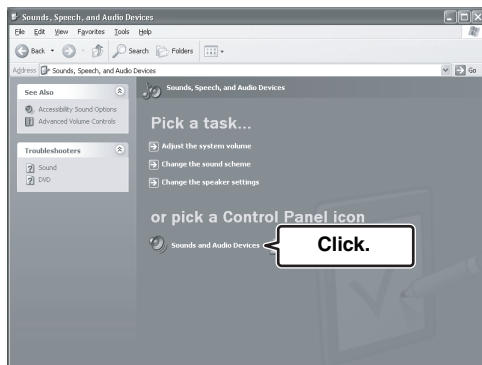 Sounds, Speech, and Audio Devices
File Edit View Favorites Tools Help
Back Search Folders
Address Sounds, Speech, and Audio Devices Go
See Also
Accessibility Sound Options
Advanced Volume Controls
Troubleshooters
Sound
DVD
Sounds, Speech, and Audio Devices
Pick a task...
Adjust the system volume
Change the sound scheme
Change the speaker settings
or pick a Control Panel icon
Sounds and Audio Devices
Click.